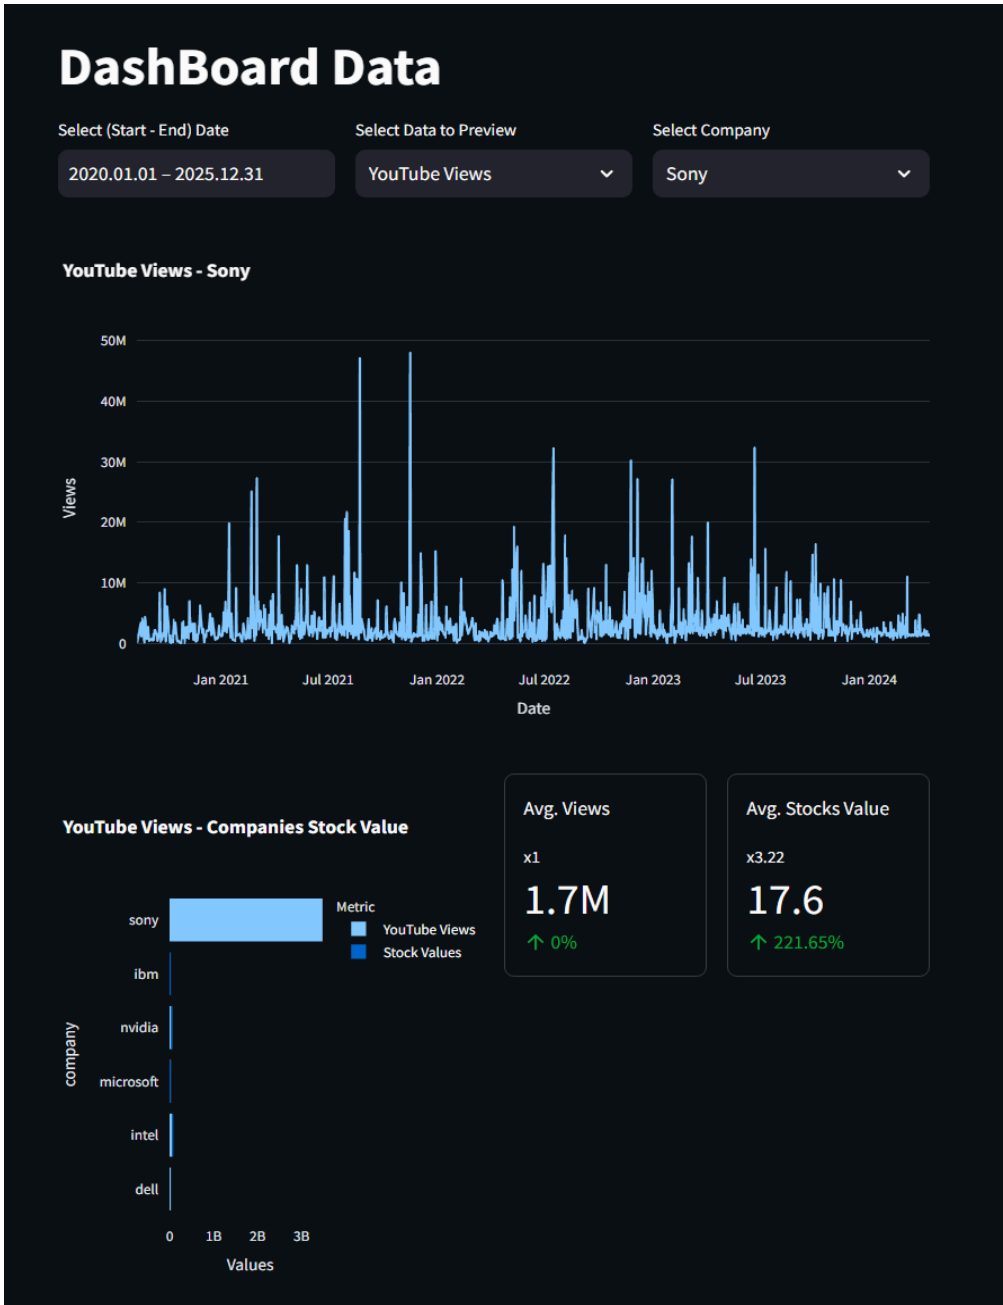 DashBoard Data
Select (Start - End) Date
Select Data to Preview
Select Company
2020.01.01 – 2025.12.31
YouTube Views
Sony
YouTube Views - Sony
50M
40M
30M
20M
10M
0
Views
Jan 2021
Jul 2021
Jan 2022
Jul 2022
Jan 2023
Jul 2023
Jan 2024
Date
YouTube Views - Companies Stock Value
sony
ibm
nvidia
microsoft
intel
dell
company
0
1B
2B
3B
Values
Metric
YouTube Views
Stock Values
Avg. Views
x1
1.7M
↑ 0%
Avg. Stocks Value
x3.22
17.6
↑ 221.65%